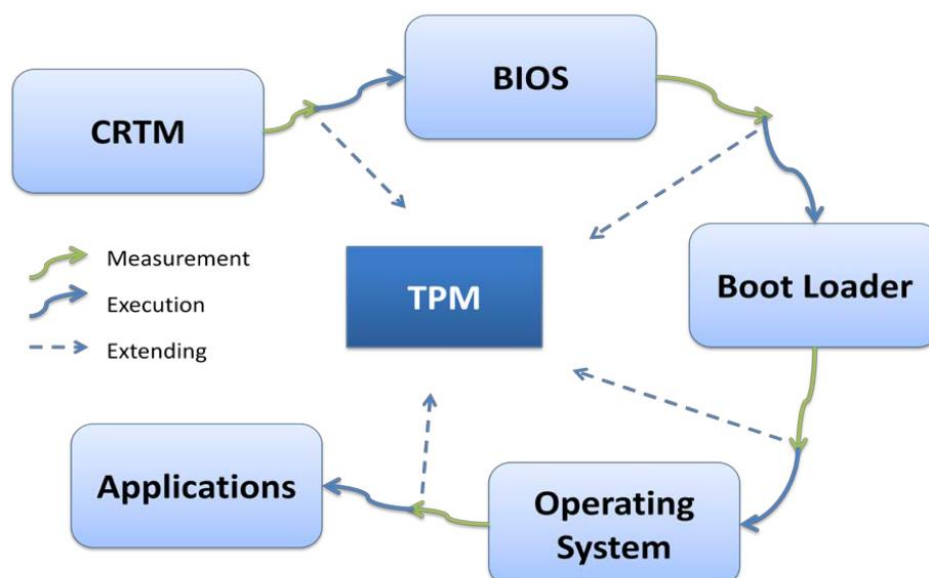 CRTM
BIOS
Boot Loader
Operating
System
Applications
TPM
Measurement
Execution
Extending